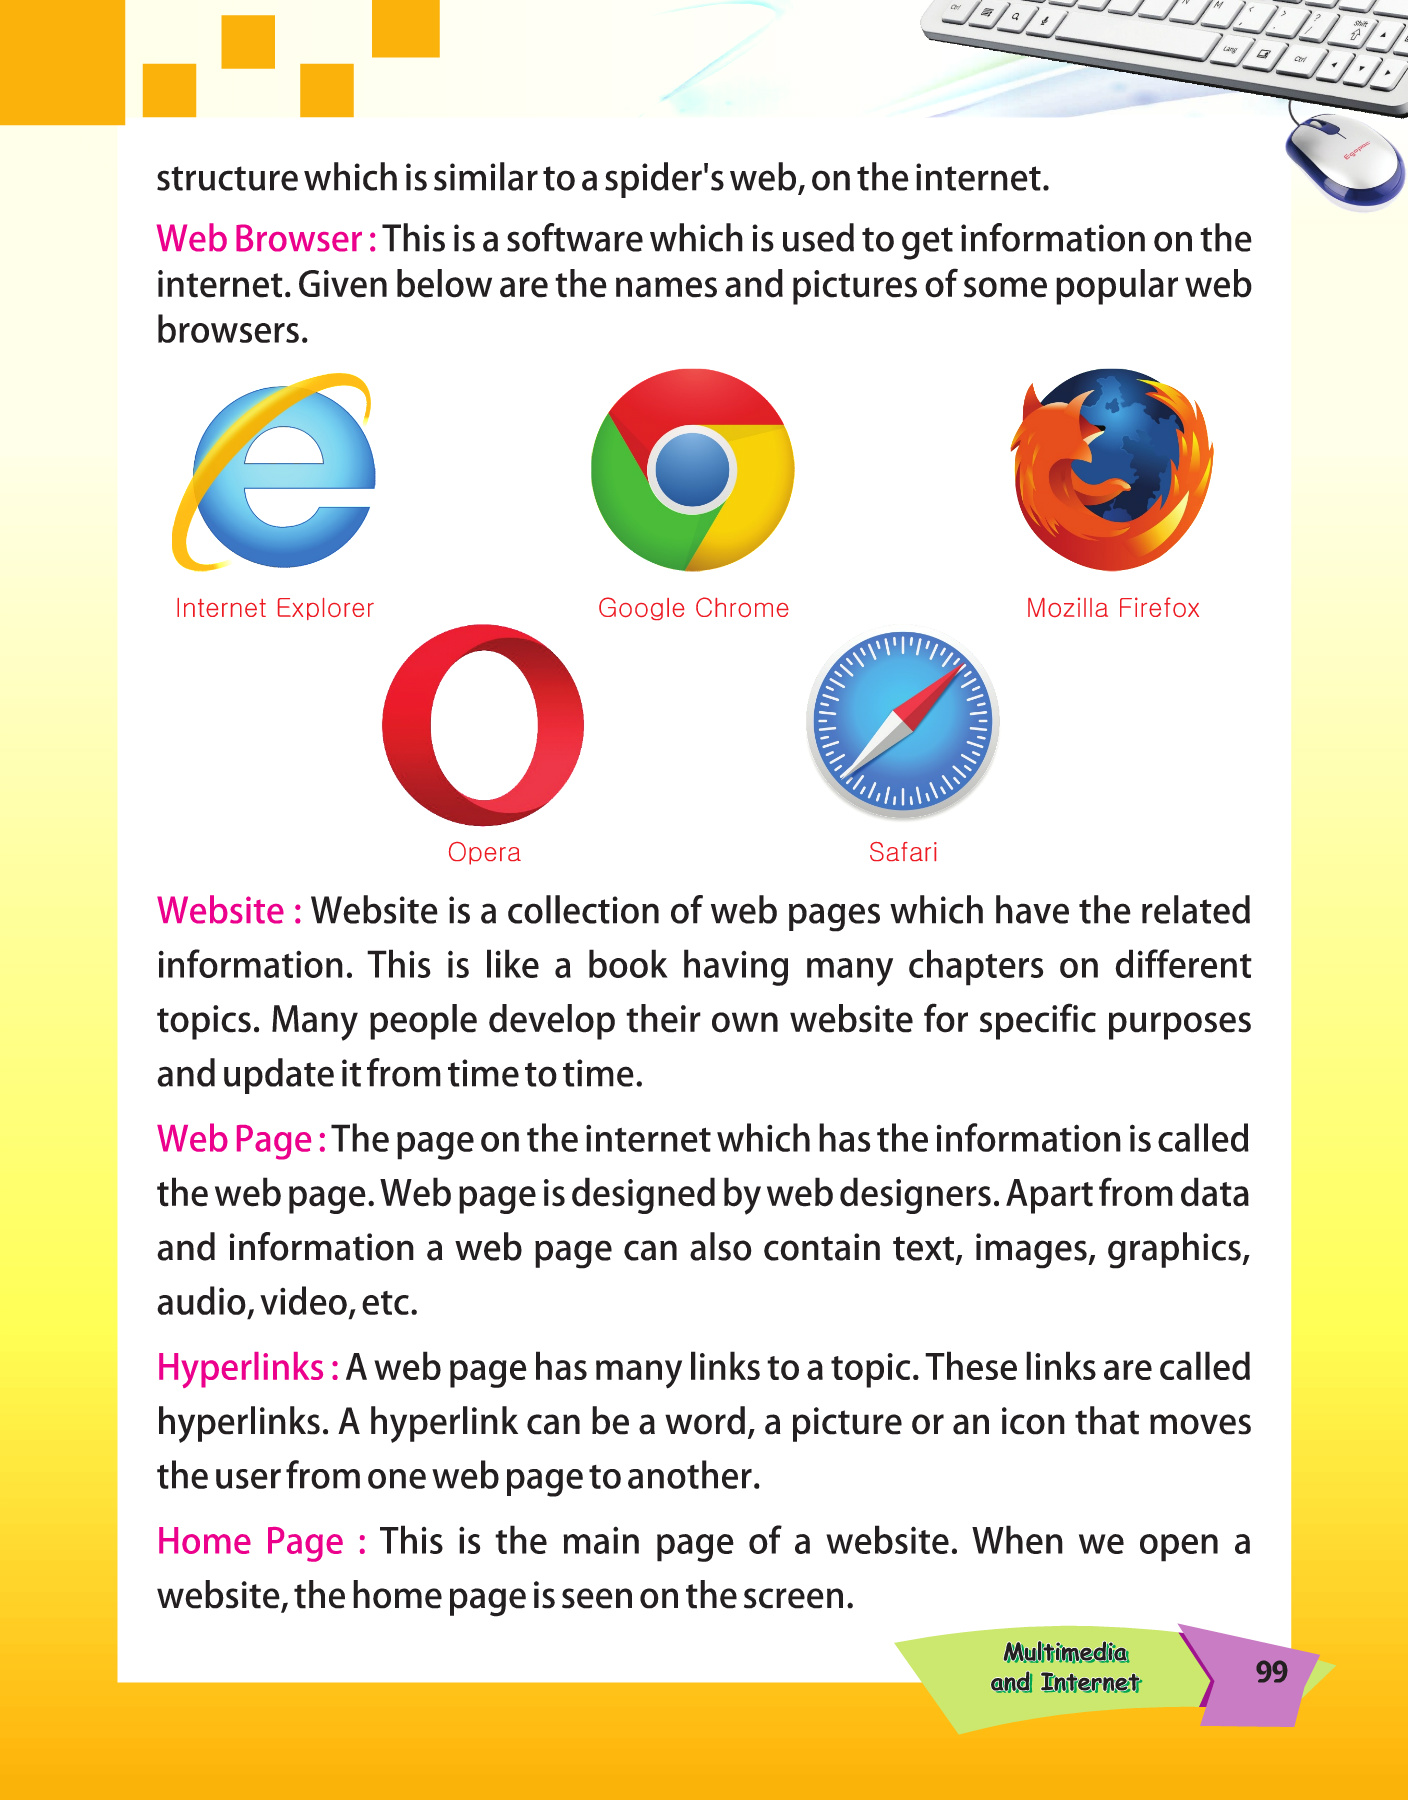 structure which is similar to a spider's web, on the internet.
Web Browser : This is a software which is used to get information on the
internet. Given below are the names and pictures of some popular web
browsers.
Internet Explorer
Google Chrome
Mozilla Firefox
Opera
Safari
Website : Website is a collection of web pages which have the related
information. This is like a book having many chapters on different
topics. Many people develop their own website for specific purposes
and update it from time to time.
Web Page : The page on the internet which has the information is called
the web page. Web page is designed by web designers. Apart from data
and information a web page can also contain text, images, graphics,
audio, video, etc.
Hyperlinks : A web page has many links to a topic. These links are called
hyperlinks. A hyperlink can be a word, a picture or an icon that moves
the user from one web page to another.
Home Page : This is the main page of a website. When we open a
website, the home page is seen on the screen.
Multimedia
and Internet
99